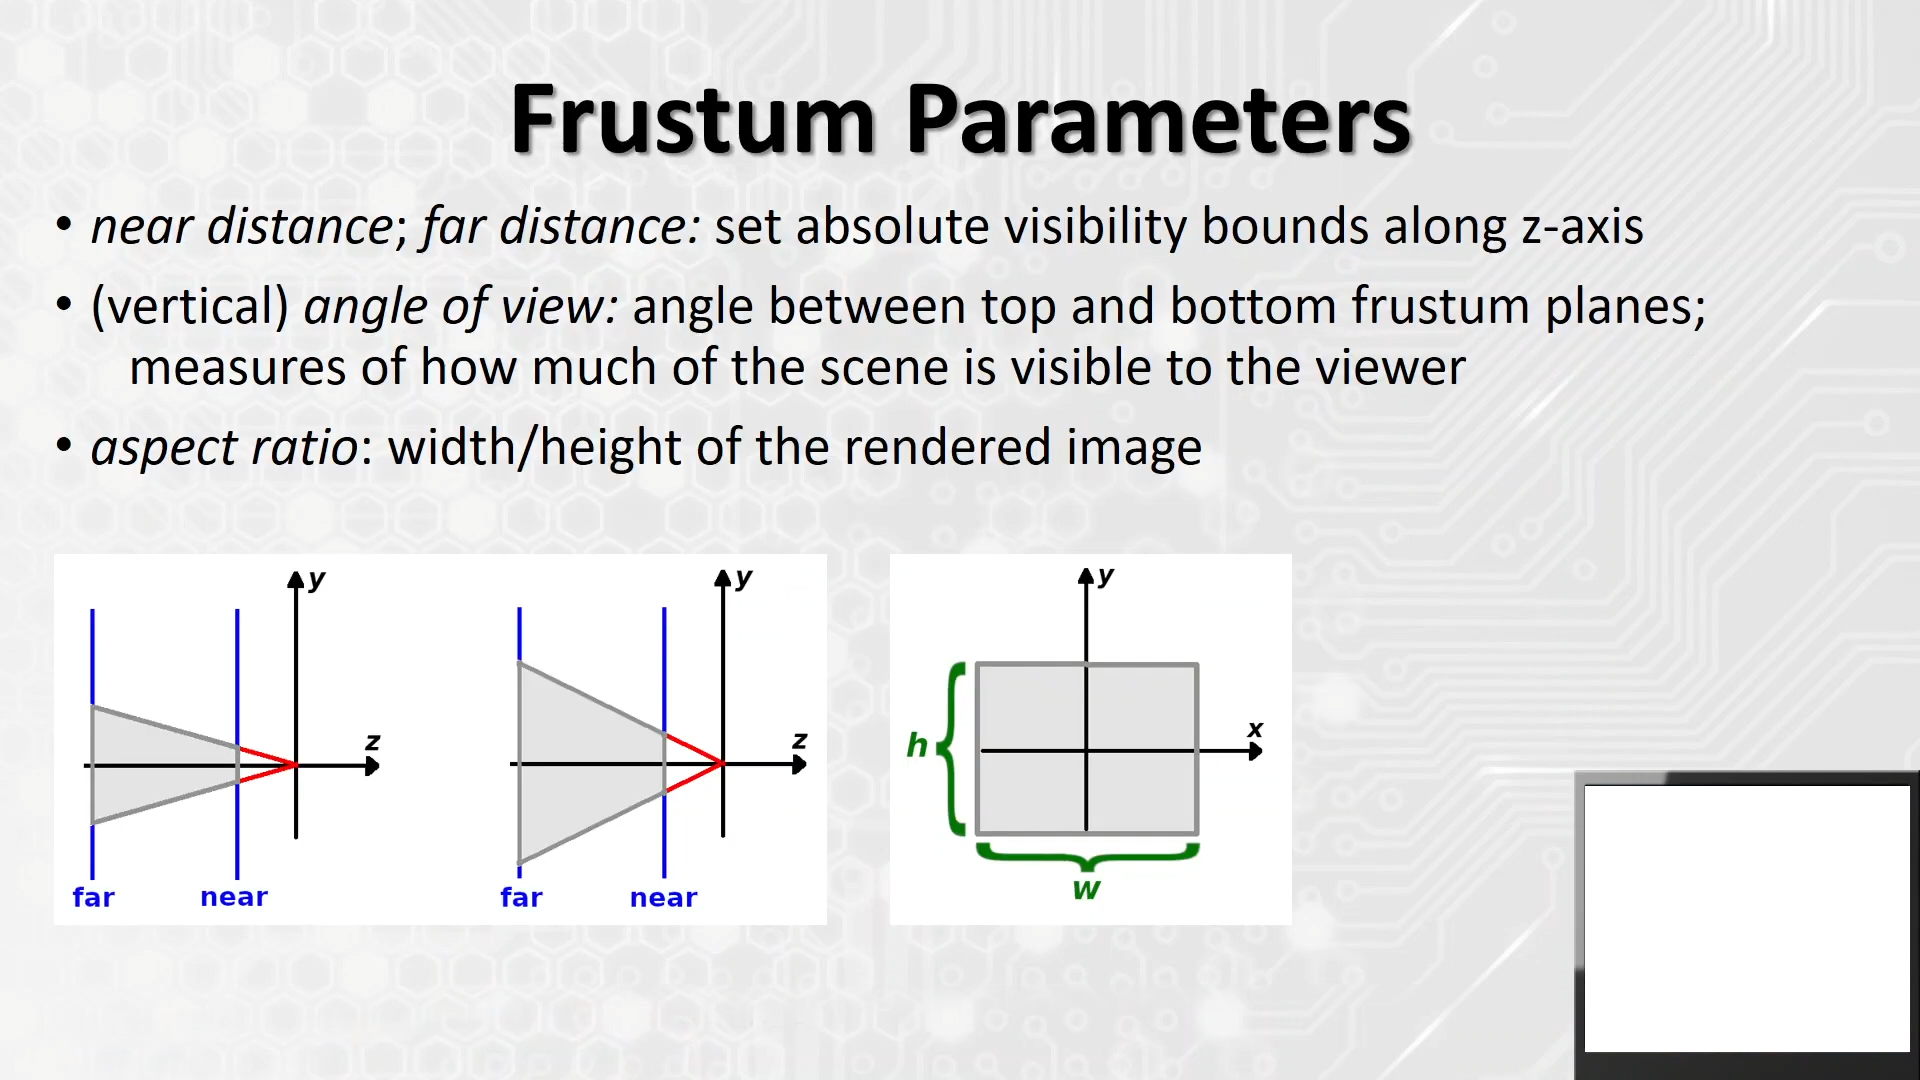 Frustum Parameters
• near distance; far distance: set absolute visibility bounds along z-axis
• (vertical) angle of view: angle between top and bottom frustum planes;
measures of how much of the scene is visible to the viewer
• aspect ratio: width/height of the rendered image
y
z
far
near
y
z
far
near
y
x
h
w